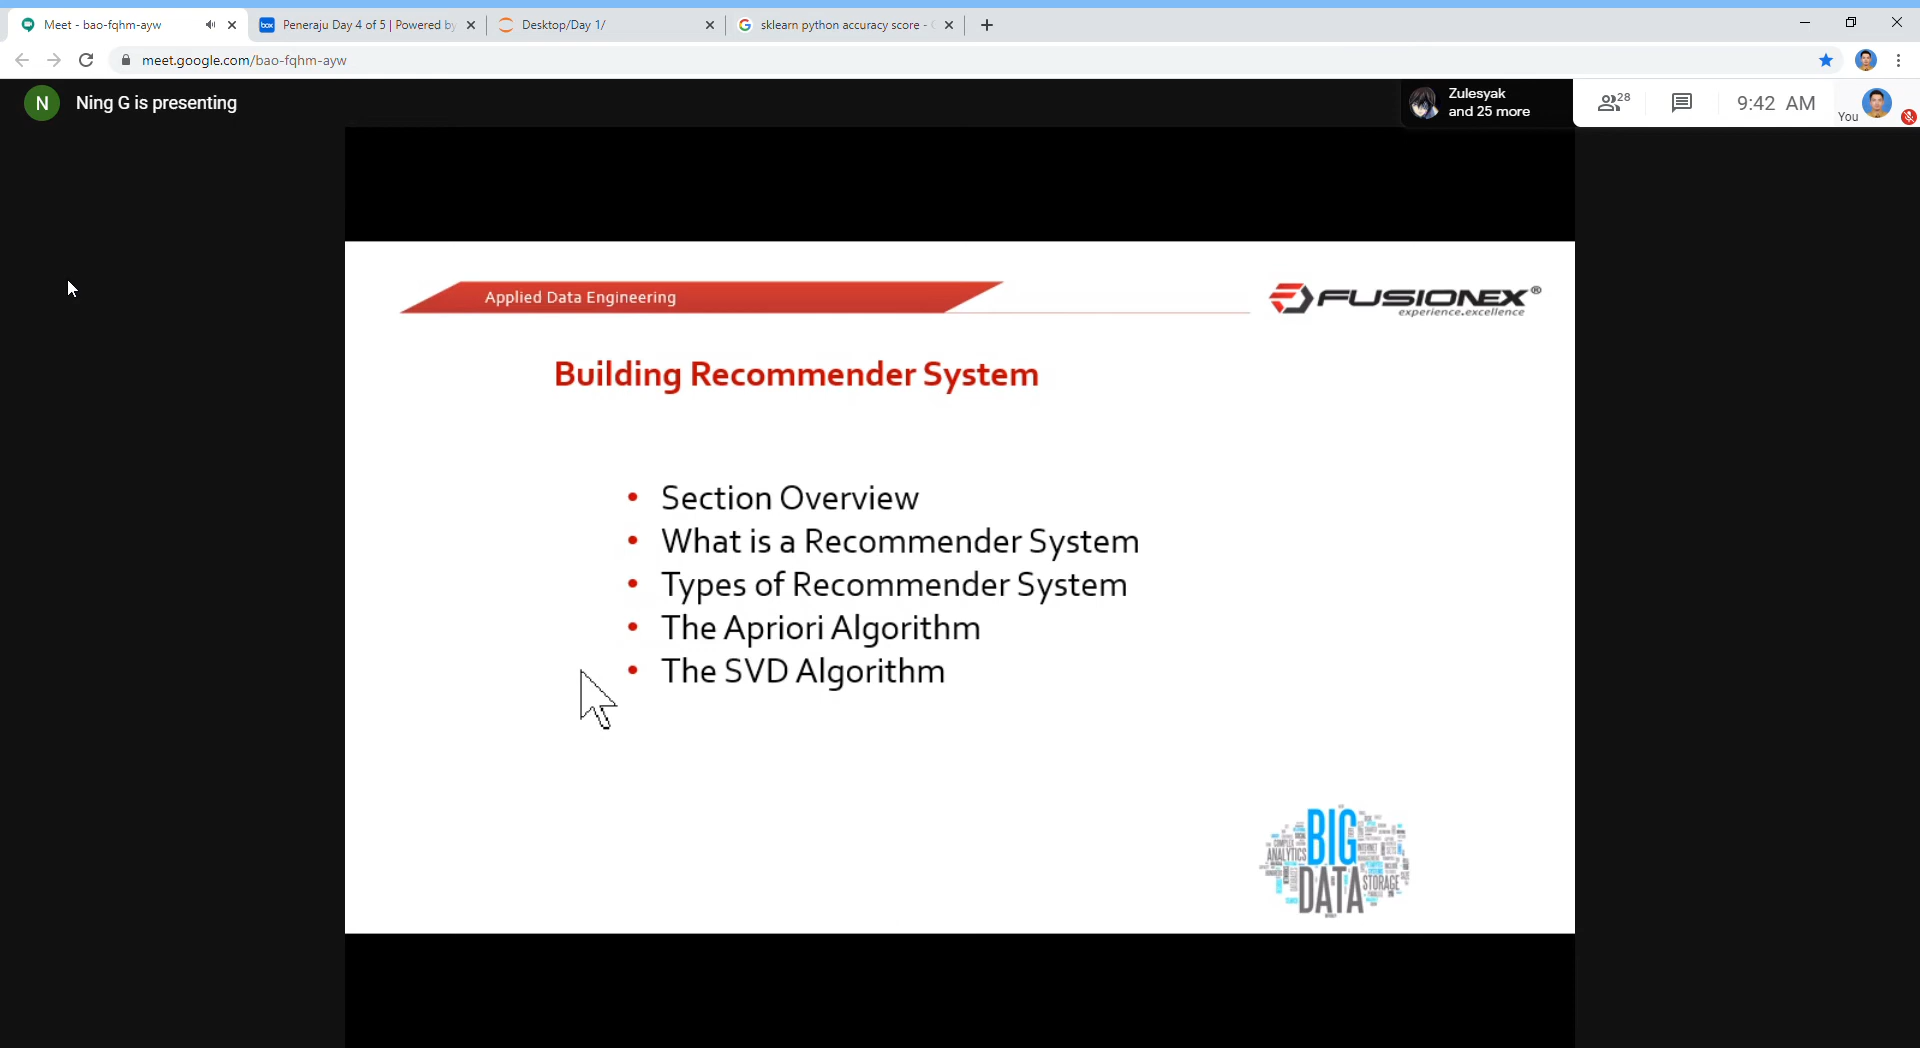 Meet - bao-fqhm-ayw
Peneraju Day 4 of 5 | Powered by
Desktop/Day 1/
sklearn python accuracy score -
meet.google.com/bao-fqhm-ayw
N
Ning G is presenting
Zulesyak
and 25 more
28
9:42 AM
You
Applied Data Engineering
FUSIONEX®
experience.excellence
Building Recommender System
• Section Overview
• What is a Recommender System
• Types of Recommender System
• The Apriori Algorithm
• The SVD Algorithm
BIG
ANALYTICS
DATA
STORAGE